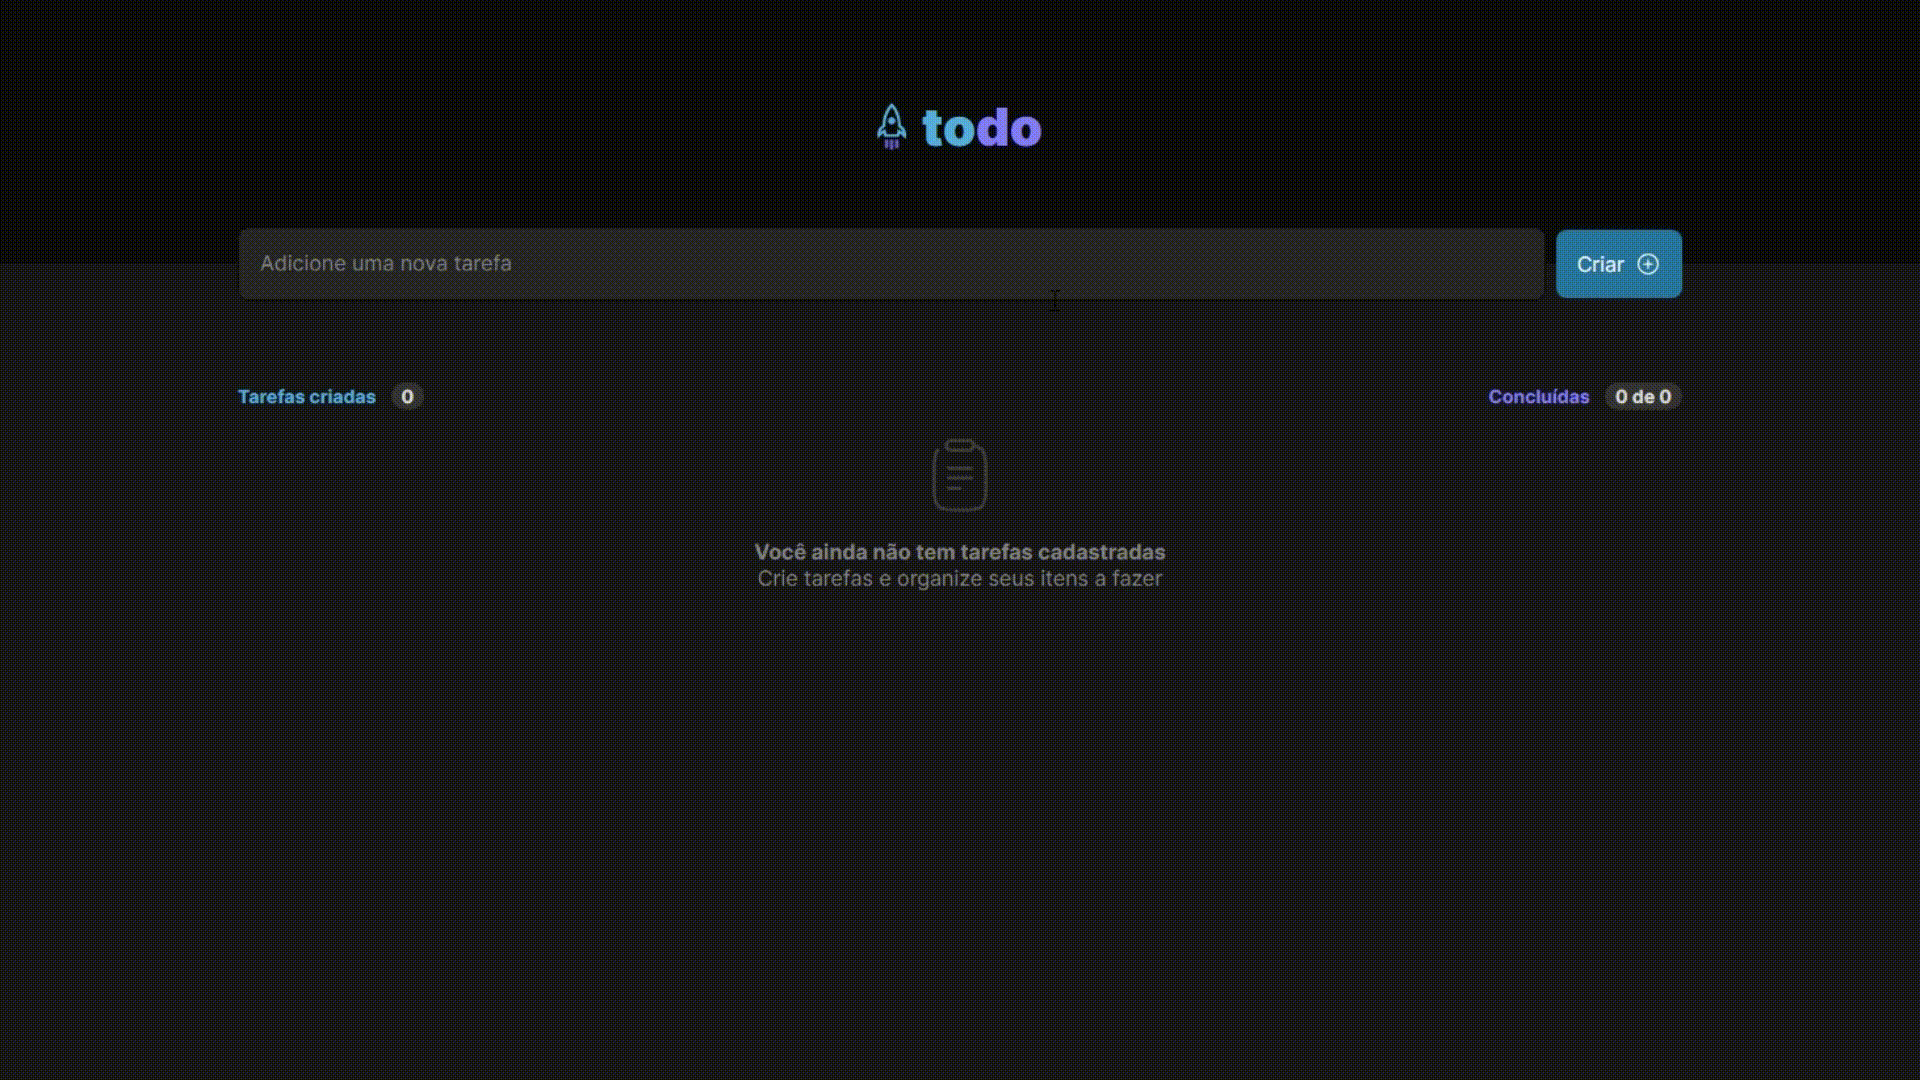 todo
Adicione uma nova tarefa
Criar
Tarefas criadas 0
Concluídas 0 de 0
Você ainda não tem tarefas cadastradas
Crie tarefas e organize seus itens a fazer